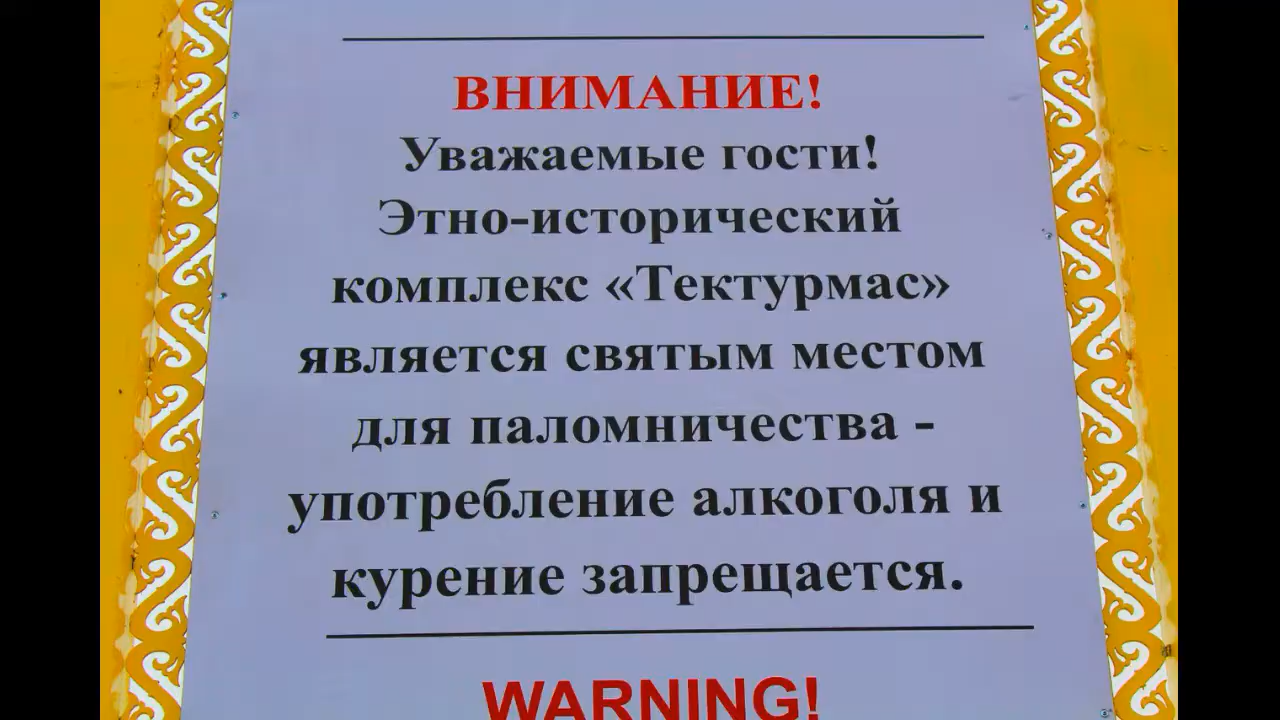 ВНИМАНИЕ!
Уважаемые гости!
Этно-исторический
комплекс «Тектурмас»
является святым местом
для паломничества -
употребление алкоголя и
курение запрещается.
WARNING!